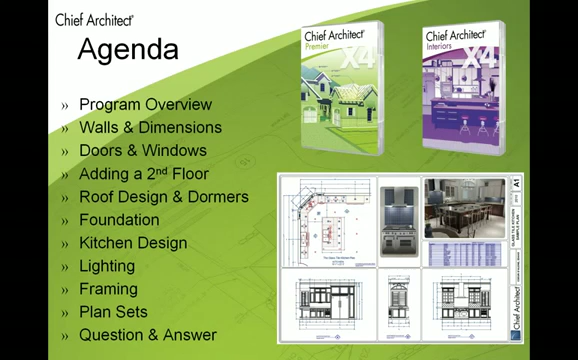 Chief Architect®
Agenda
» Program Overview
» Walls & Dimensions
» Doors & Windows
» Adding a 2nd Floor
» Roof Design & Dormers
» Foundation
» Kitchen Design
» Lighting
» Framing
» Plan Sets
» Question & Answer
Chief Architect®
Premier
X4
Chief Architect®
Interiors
X4
A1
Chief Architect®